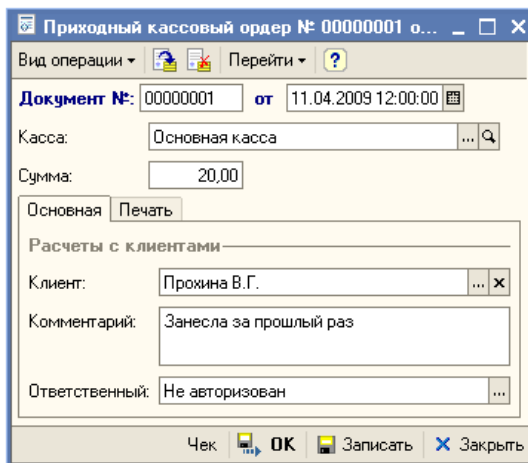 Приходный кассовый ордер № 00000001 о...
Вид операции Перейти ?
Документ №: 00000001 от 11.04.2009 12:00:00
Касса: Основная касса ...
Сумма: 20,00
Основная Печать
Расчеты с клиентами
Клиент: Прохина В.Г. ... x
Комментарий: Занесла за прошлый раз
Ответственный: Не авторизован ...
Чек OK Записать Закрыть